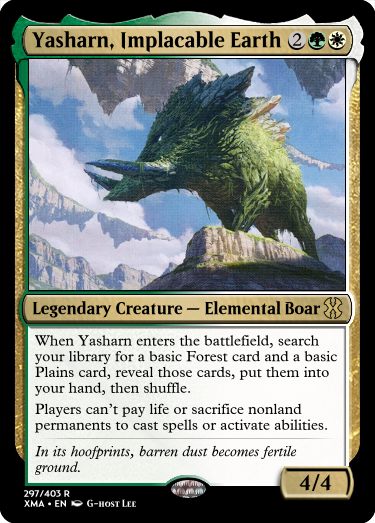 Yasharn, Implacable Earth 2
Legendary Creature — Elemental Boar
When Yasharn enters the battlefield, search
your library for a basic Forest card and a basic
Plains card, reveal those cards, put them into
your hand, then shuffle.
Players can't pay life or sacrifice nonland
permanents to cast spells or activate abilities.
In its hoofprints, barren dust becomes fertile
ground.
4/4
297/403 R
XMA • EN G-host Lee